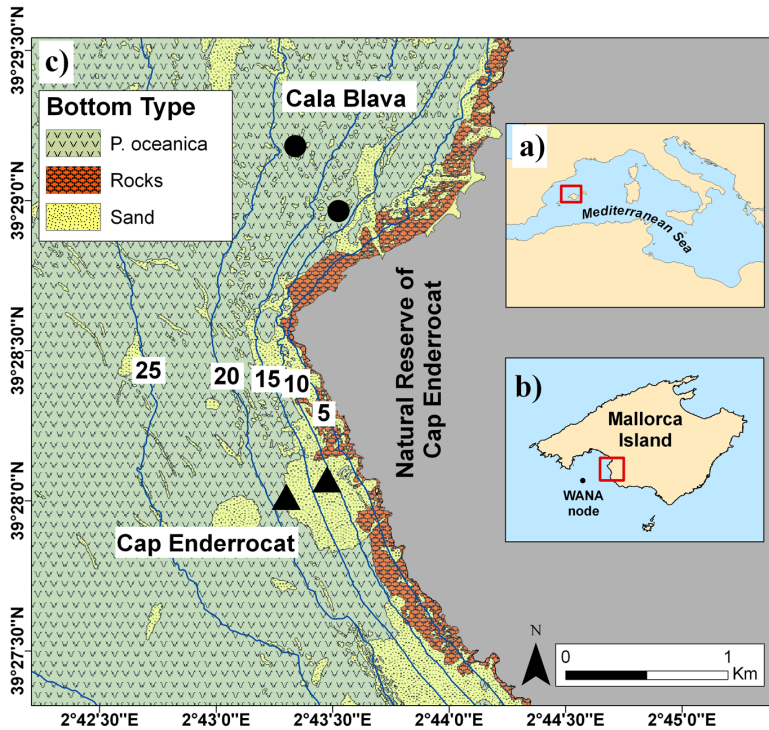 c)
Cala Blava
Bottom Type
P. oceanica
Rocks
Sand
25
20
15
10
5
Natural Reserve of
Cap Enderrocat
Cap Enderrocat
a)
Mediterranean Sea
b)
Mallorca
Island
WANA
node
N
0 1
Km
39°29'30"N
39°29'0"N
39°28'30"N
39°28'0"N
39°27'30"N
2°42'30"E 2°43'0"E 2°43'30"E 2°44'0"E 2°44'30"E 2°45'0"E